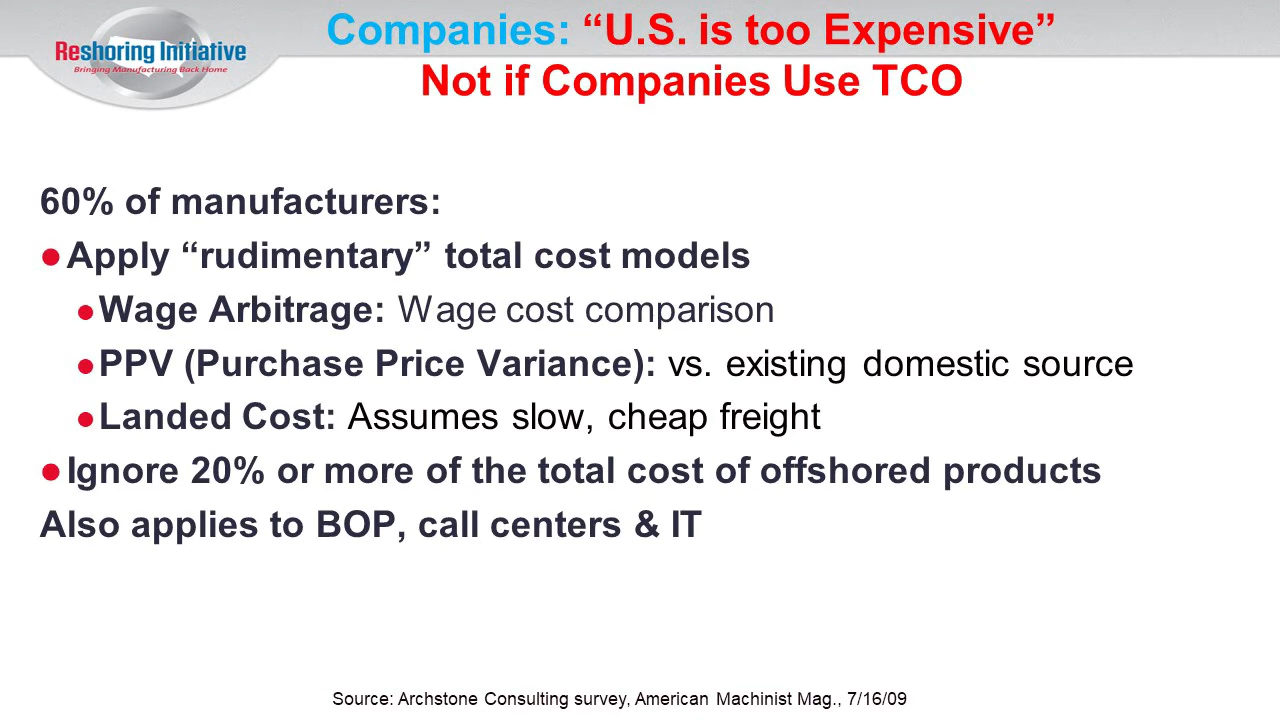 Reshoring Initiative
Bringing Manufacturing Back Home
Companies: “U.S. is too Expensive”
Not if Companies Use TCO
60% of manufacturers:
● Apply “rudimentary” total cost models
● Wage Arbitrage: Wage cost comparison
● PPV (Purchase Price Variance): vs. existing domestic source
● Landed Cost: Assumes slow, cheap freight
● Ignore 20% or more of the total cost of offshored products
Also applies to BOP, call centers & IT
Source: Archstone Consulting survey, American Machinist Mag., 7/16/09